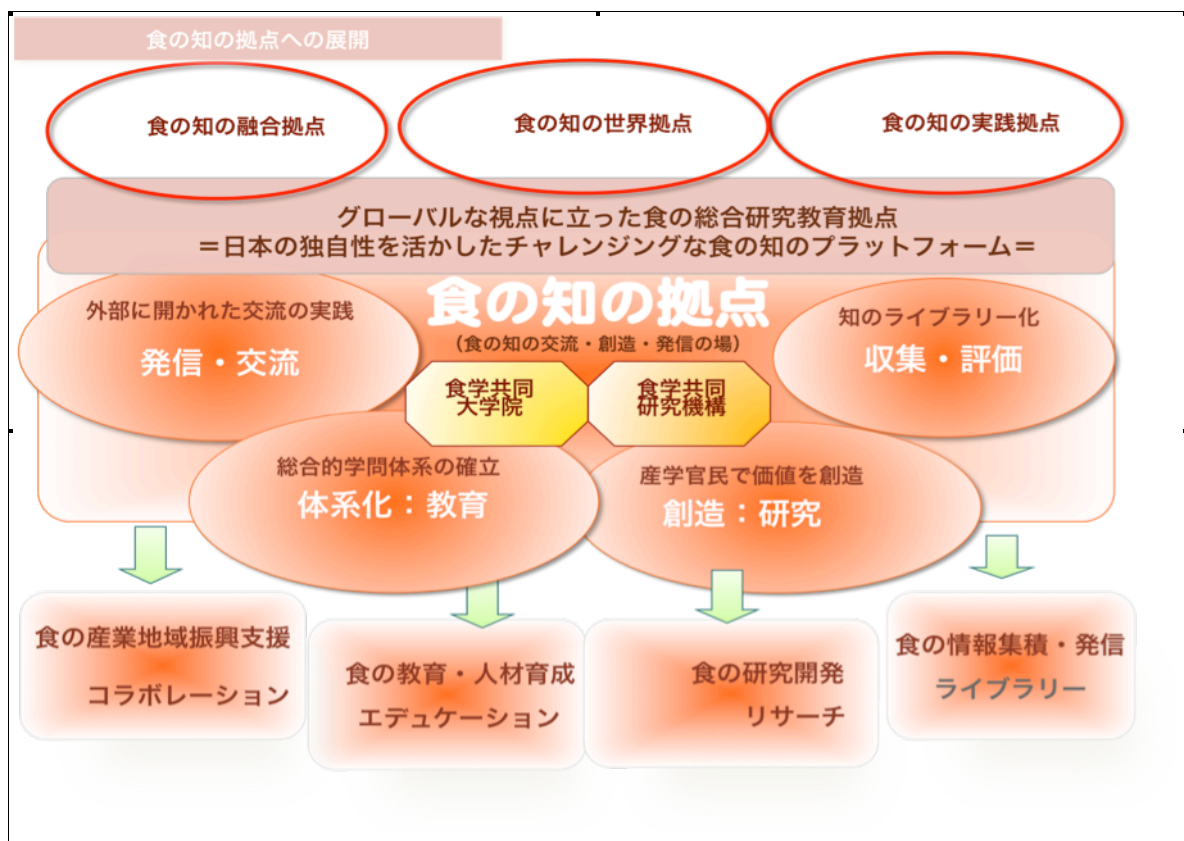 食の知の拠点への展開
食の知の融合拠点
食の知の世界拠点
食の知の実践拠点
グローバルな視点に立った食の総合研究教育拠点
＝日本の独自性を活かしたチャレンジングな食の知のプラットフォーム＝
食の知の拠点
（食の知の交流・創造・発信の場）
外部に開かれた交流の実践
発信・交流
知のライブラリー化
収集・評価
食学共同
大学院
食学共同
研究機構
総合的学問体系の確立
体系化：教育
産学官民で価値を創造
創造：研究
食の産業地域振興支援
コラボレーション
食の教育・人材育成
エデュケーション
食の研究開発
リサーチ
食の情報集積・発信
ライブラリー